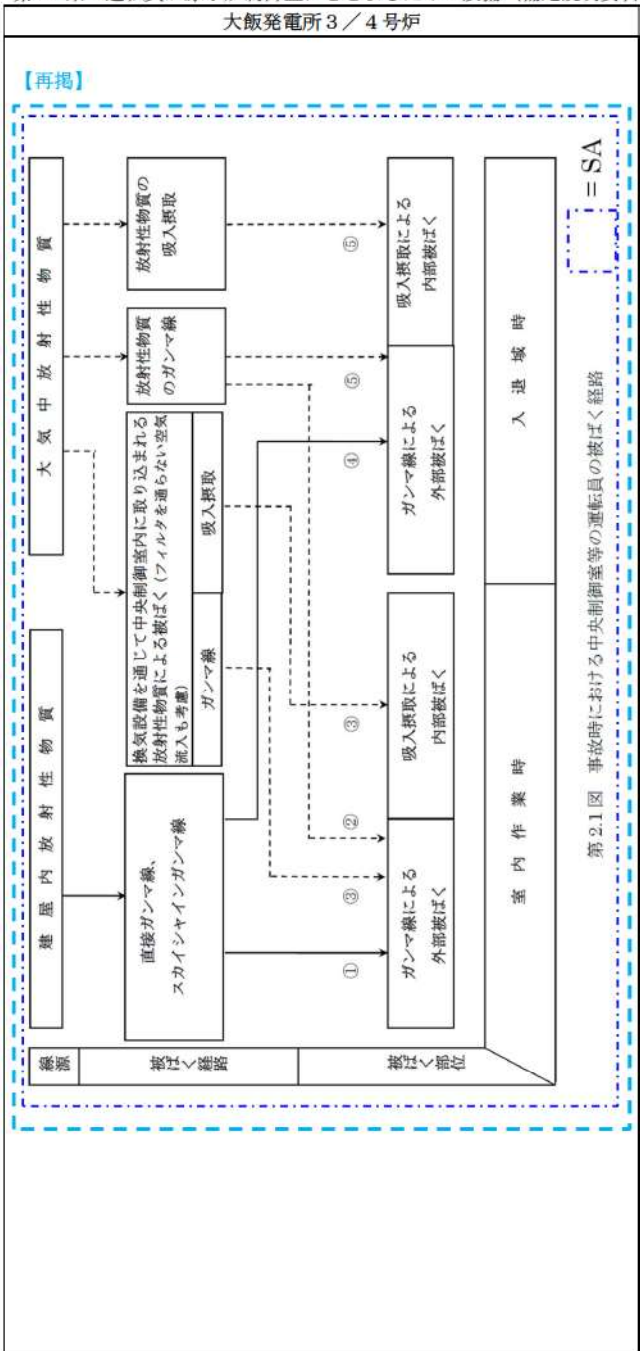 大飯発電所３／４号炉
【再掲】
線源
建屋内放射性物質
大気中放射性物質
被ばく経路
直接ガンマ線、
スカイシャインガンマ線
換気設備を通じて中央制御室内に取り込まれる
放射性物質による被ばく（フィルタを通らない空気
流入も考慮）
ガンマ線
吸入摂取
放射性物質
のガンマ線
放射性物質の
吸入摂取
①
③
②
③
④
⑤
⑤
被ばく部位
ガンマ線による
外部被ばく
吸入摂取による
内部被ばく
ガンマ線による
外部被ばく
吸入摂取による
内部被ばく
室内作業時
入退域時
第 2.1 図　事故時における中央制御室等の運転員の被ばく経路
= SA